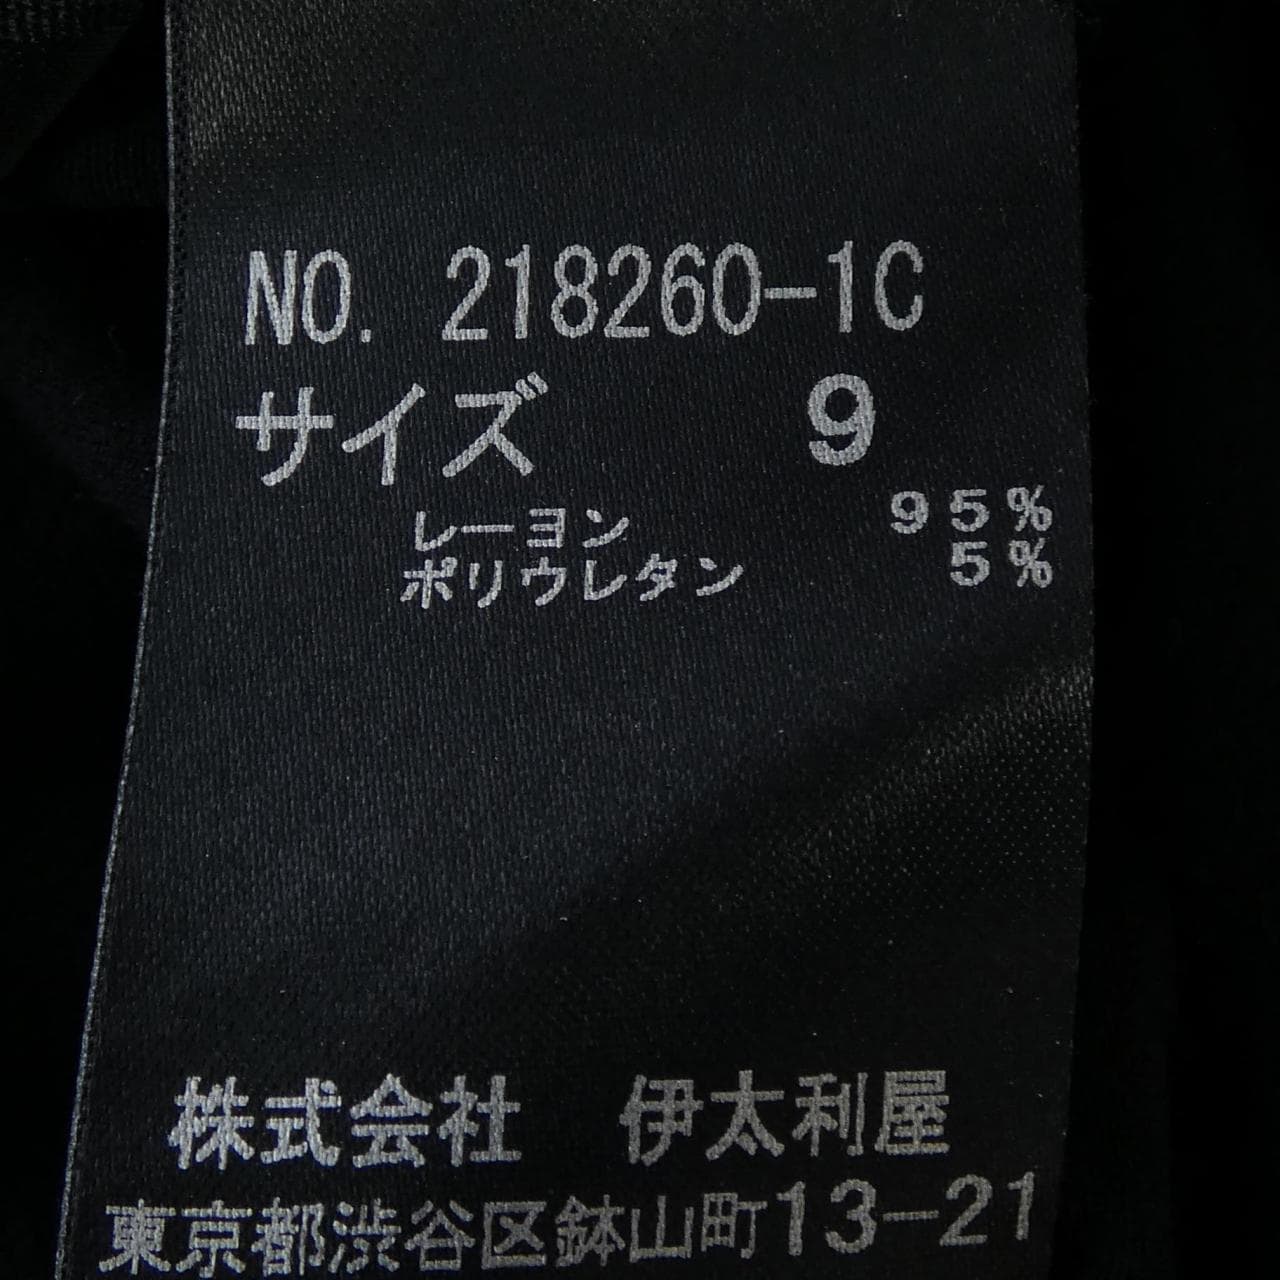 NO. 218260-1C
サイズ 9
レーヨン 95%
ポリウレタン 5%
株式会社 伊太利屋
東京都渋谷区鉢山町13-21